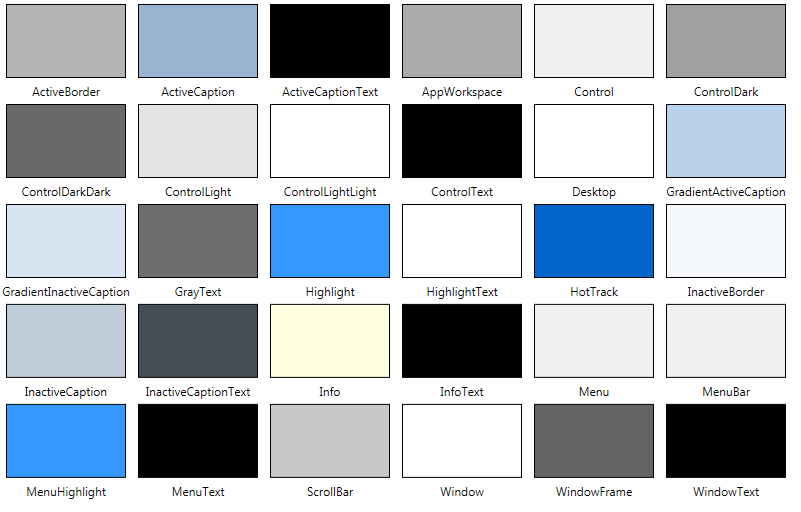 ActiveBorder ActiveCaption ActiveCaptionText AppWorkspace Control ControlDark
ControlDarkDark ControlLight ControlLightLight ControlText Desktop GradientActiveCaption
GradientInactiveCaption GrayText Highlight HighlightText HotTrack InactiveBorder
InactiveCaption InactiveCaptionText Info InfoText Menu MenuBar
MenuHighlight MenuText ScrollBar Window WindowFrame WindowText